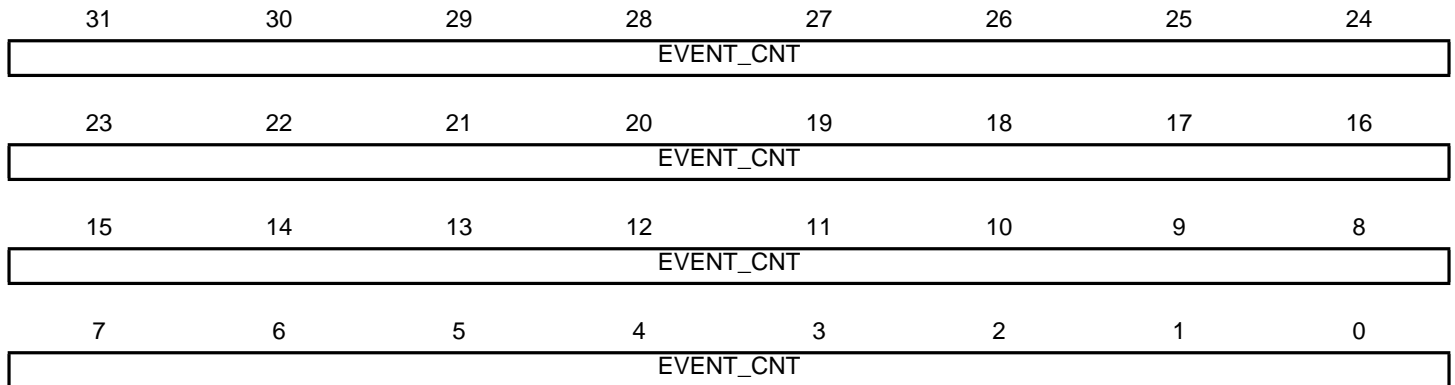 31 30 29 28 27 26 25 24
EVENT_CNT
23 22 21 20 19 18 17 16
EVENT_CNT
15 14 13 12 11 10 9 8
EVENT_CNT
7 6 5 4 3 2 1 0
EVENT_CNT